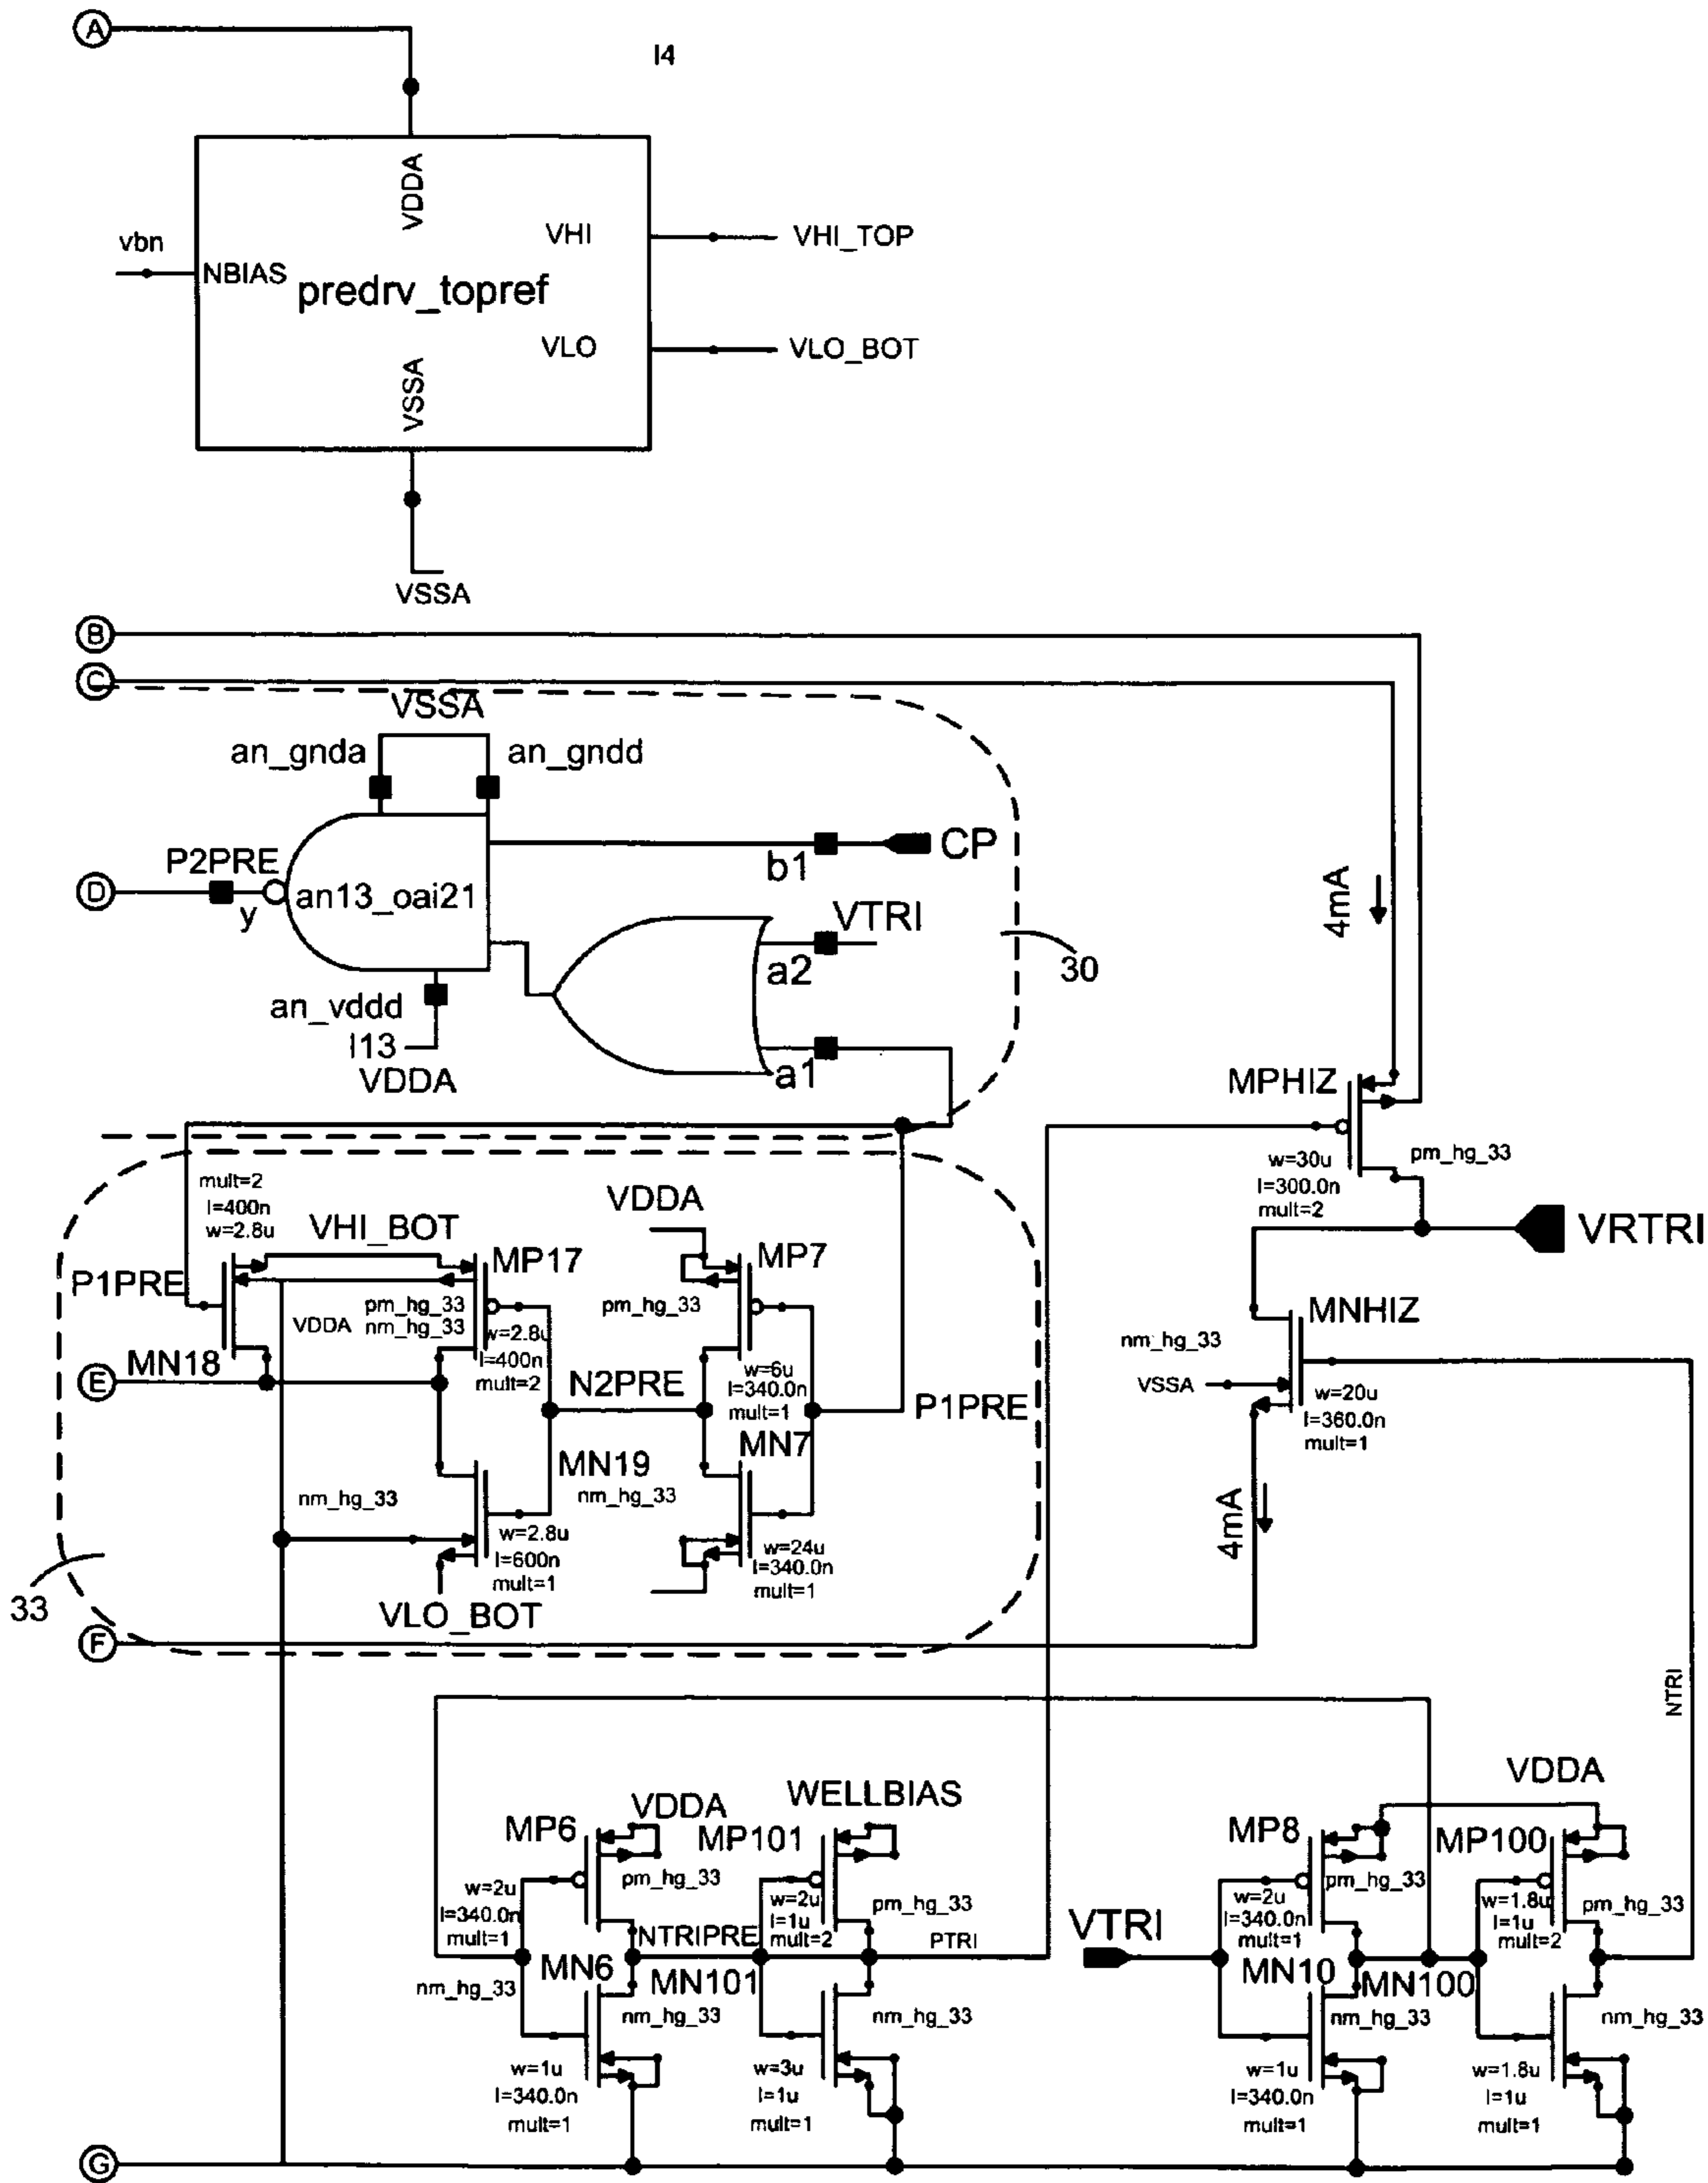 A
I4
VDDA
vbn
NBIAS
VHI
VHI_TOP
predrv_topref
VLO
VLO_BOT
VSSA
VSSA
B
C
VSSA
an_gnda
an_gndd
P2PRE
D
y
an13_oai21
b1
CP
VTRI
a2
30
4mA
an_vddd
I13
VDDA
a1
MPHIZ
pm_hg_33
w=30u
l=300.0n
mult=2
VRTRI
mult=2
l=400n
w=2.8u
VHI_BOT
MP17
VDDA
MP7
P1PRE
VDDA
pm_hg_33
nm_hg_33
pm_hg_33
w=2.8u
l=400n
mult=2
MN18
E
N2PRE
w=6u
l=340.0n
mult=1
P1PRE
MNHIZ
nm_hg_33
VSSA
w=20u
l=360.0n
mult=1
MN19
MN7
nm_hg_33
nm_hg_33
w=2.8u
l=600n
mult=1
w=24u
l=340.0n
mult=1
4mA
33
VLO_BOT
F
NTRI
VDDA
MP6
VDDA
WELLBIAS
MP101
MP8
MP100
pm_hg_33
pm_hg_33
pm_hg_33
pm_hg_33
w=2u
l=340.0n
mult=1
w=2u
l=1u
mult=2
w=2u
l=340.0n
mult=1
w=1.8u
l=1u
mult=2
NTRIPRE
PTRI
VTRI
MN6
MN101
MN10
MN100
nm_hg_33
nm_hg_33
nm_hg_33
nm_hg_33
nm_hg_33
w=1u
l=340.0n
mult=1
w=3u
l=1u
mult=1
w=1u
l=340.0n
mult=1
w=1.8u
l=1u
mult=1
G